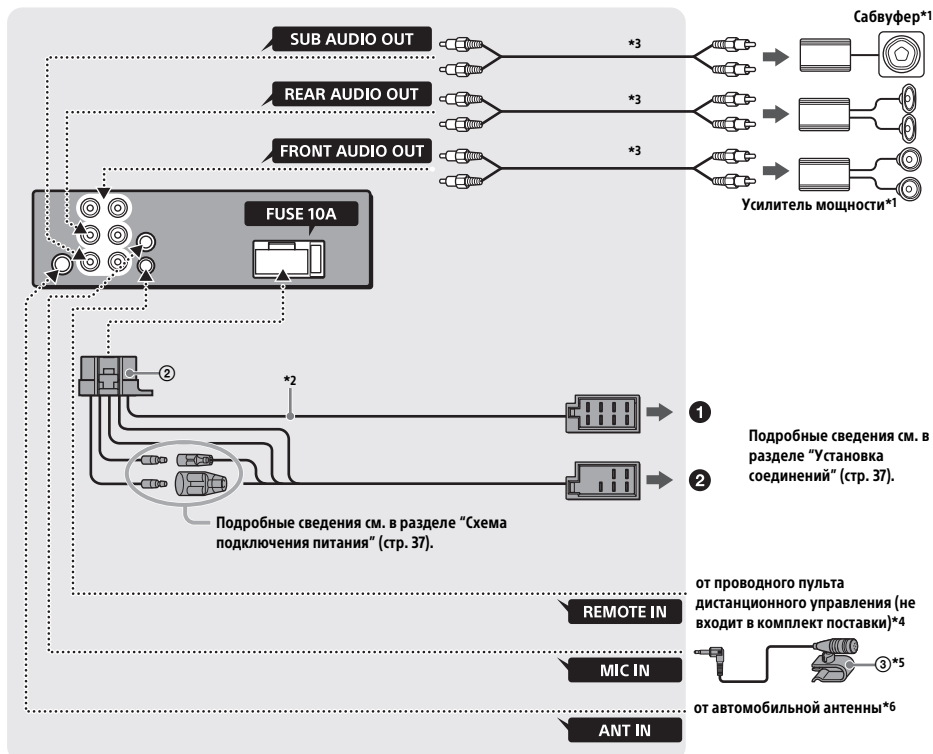 Сабвуфер*1
SUB AUDIO OUT
*3
REAR AUDIO OUT
*3
FRONT AUDIO OUT
*3
Усилитель мощности*1
FUSE 10A
②
*2
❶
❷
Подробные сведения см. в
разделе “Установка
соединений” (стр. 37).
Подробные сведения см. в разделе “Схема
подключения питания” (стр. 37).
от проводного пульта
дистанционного управления (не
входит в комплект поставки)*4
REMOTE IN
MIC IN
③*5
от автомобильной антенны*6
ANT IN